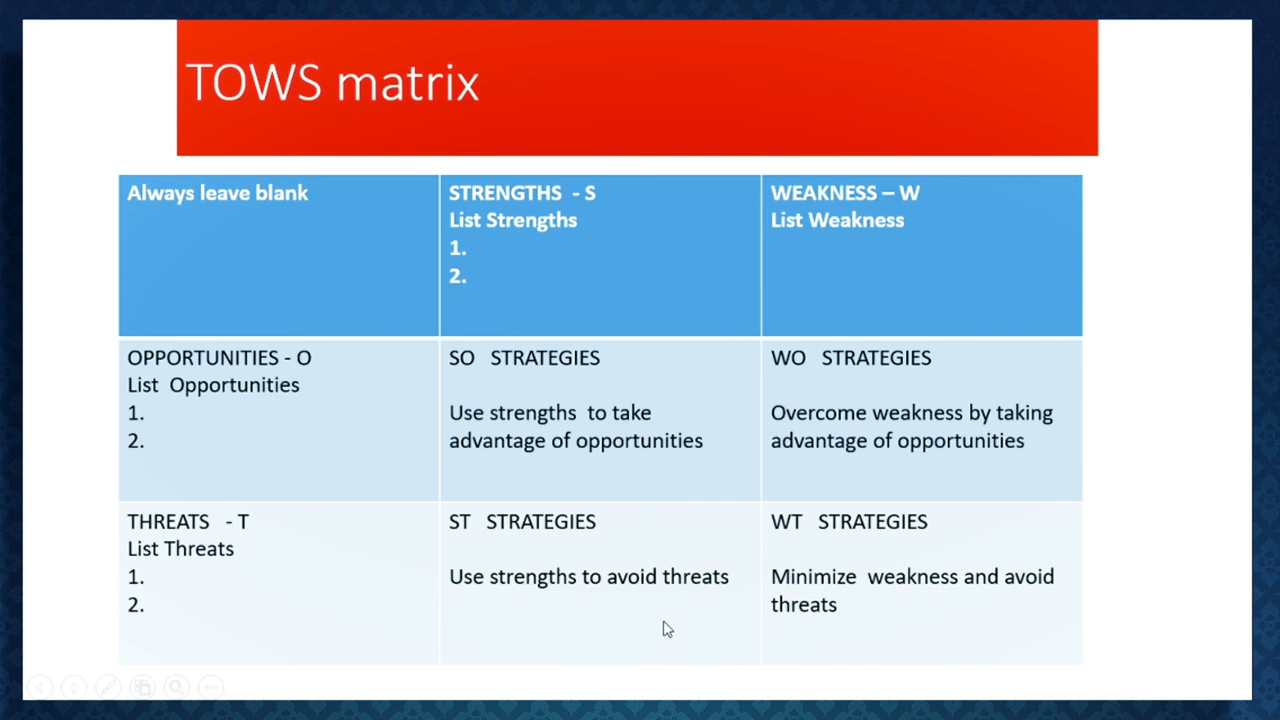 TOWS matrix
Always leave blank
STRENGTHS - S
List Strengths
1.
2.
WEAKNESS – W
List Weakness
OPPORTUNITIES - O
List Opportunities
1.
2.
SO STRATEGIES
Use strengths to take
advantage of opportunities
WO STRATEGIES
Overcome weakness by taking
advantage of opportunities
THREATS - T
List Threats
1.
2.
ST STRATEGIES
Use strengths to avoid threats
WT STRATEGIES
Minimize weakness and avoid
threats